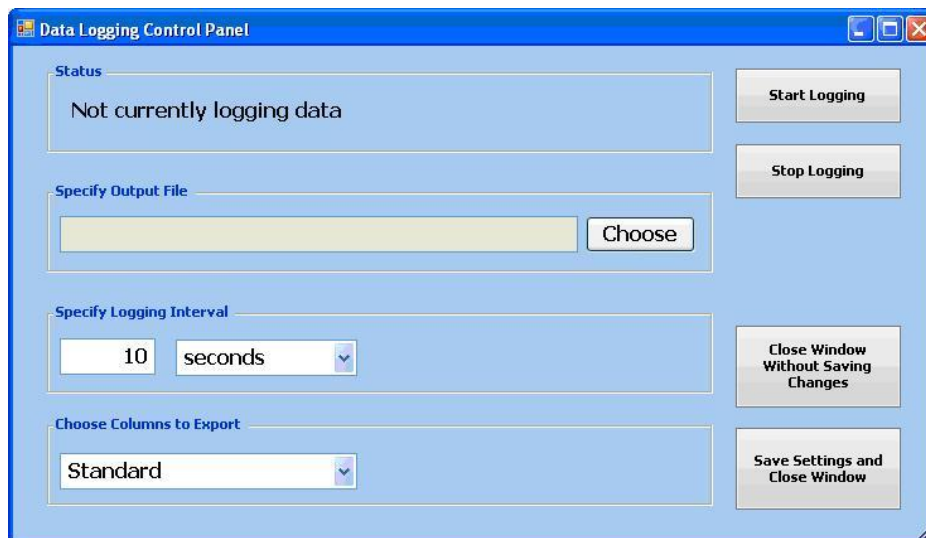 Data Logging Control Panel
Status
Not currently logging data
Start Logging
Stop Logging
Specify Output File
Choose
Specify Logging Interval
10 seconds
Close Window
Without Saving
Changes
Choose Columns to Export
Standard
Save Settings and
Close Window